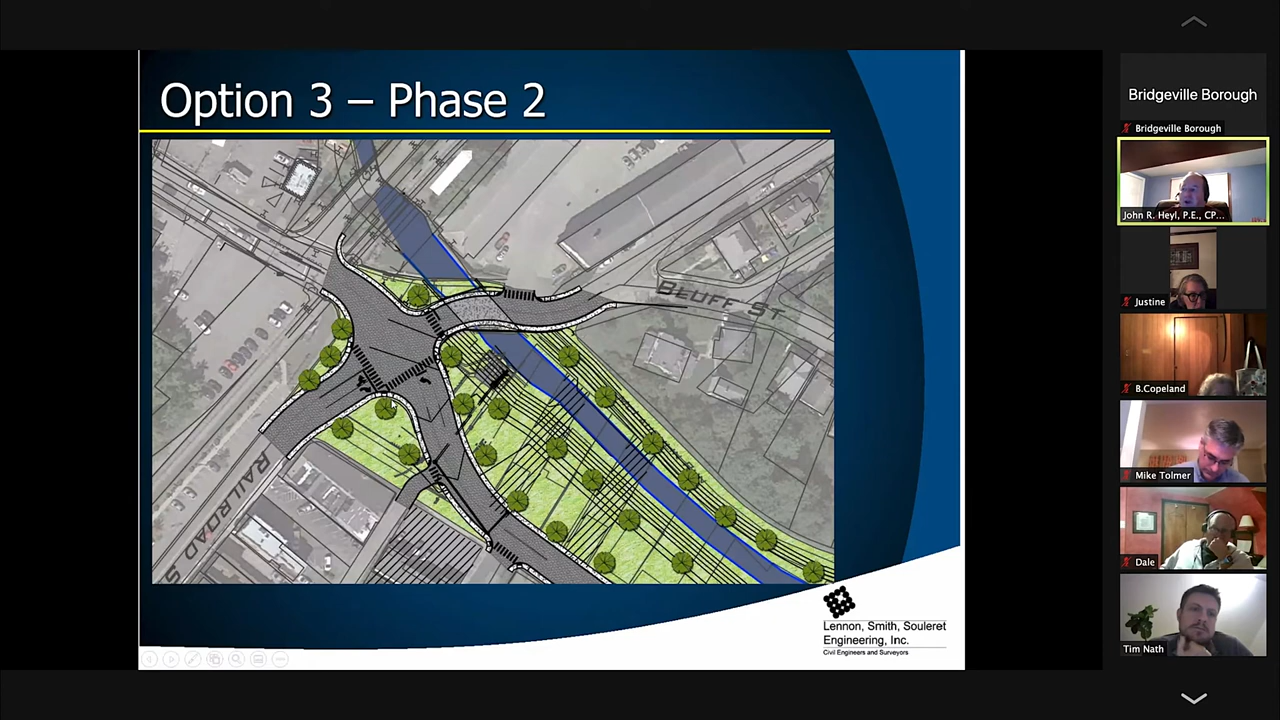 Option 3 – Phase 2
BLUFF ST
RAILROAD S
Lennon, Smith, Souleret
Engineering, Inc.
Civil Engineers and Surveyors
Bridgeville Borough
Bridgeville Borough
John R. Heyl, P.E., CP...
Justine
B.Copeland
Mike Tolmer
Dale
Tim Nath